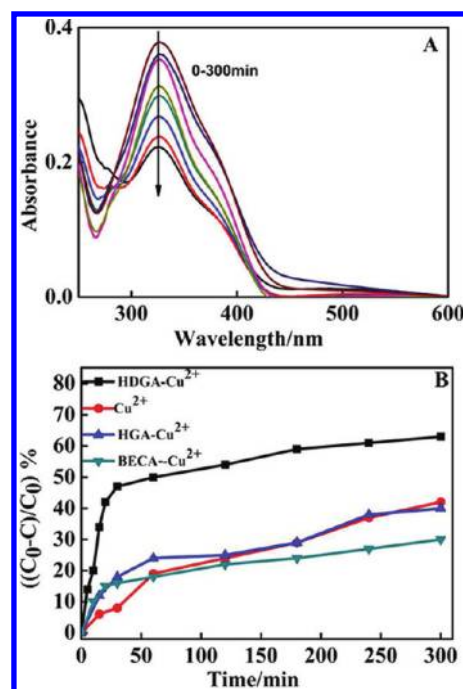 A
0-300min
0.4
0.2
0.0
Absorbance
300
400
500
600
Wavelength/nm
B
HDGA-Cu2+
Cu2+
HGA-Cu2+
BECA--Cu2+
80
70
60
50
40
30
20
10
0
((C0-C)/C0) %
0
50
100
150
200
250
300
Time/min